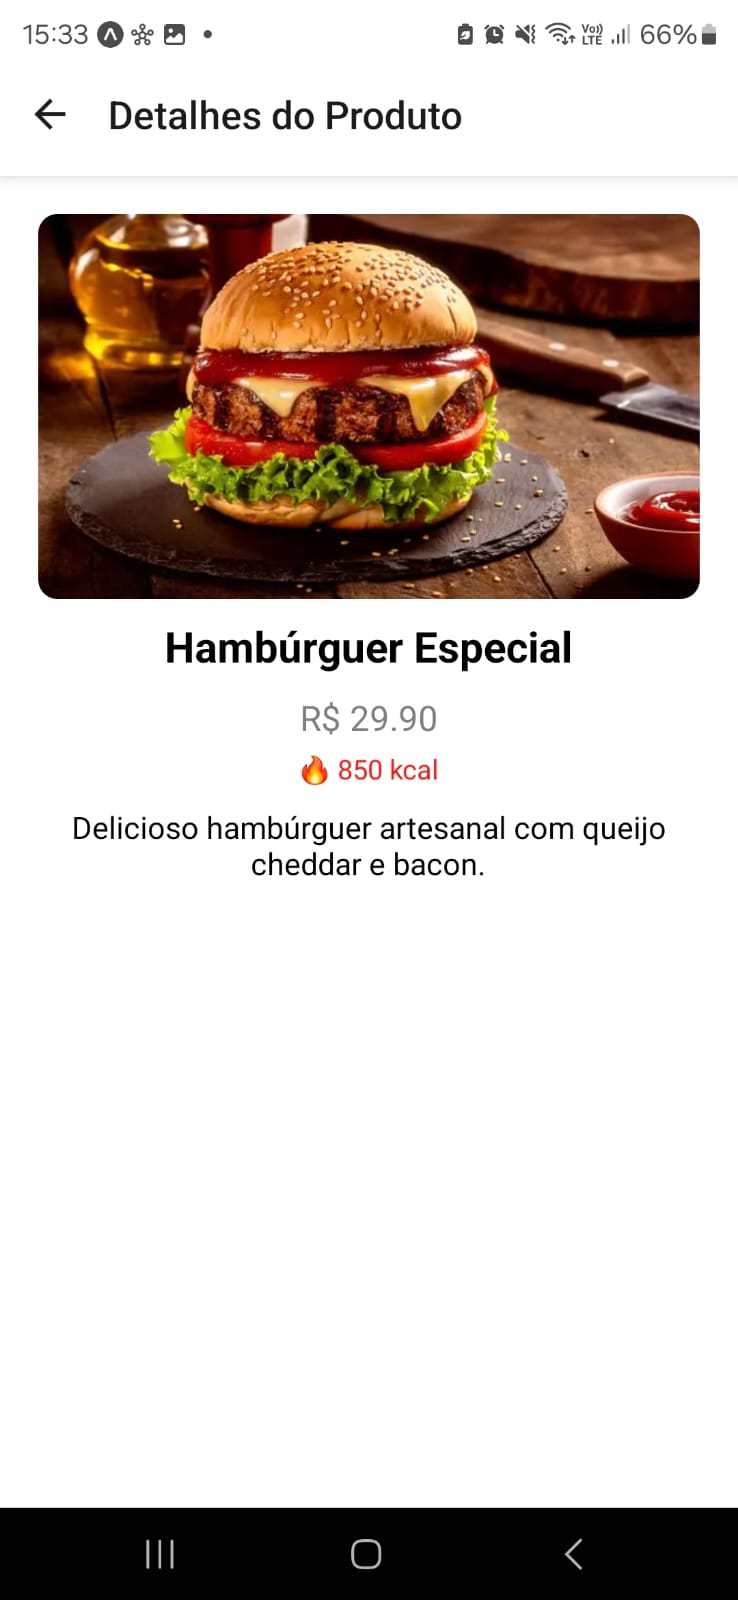 15:33
Vo)) LTE 66%
Detalhes do Produto
Hambúrguer Especial
R$ 29.90
🔥 850 kcal
Delicioso hambúrguer artesanal com queijo
cheddar e bacon.